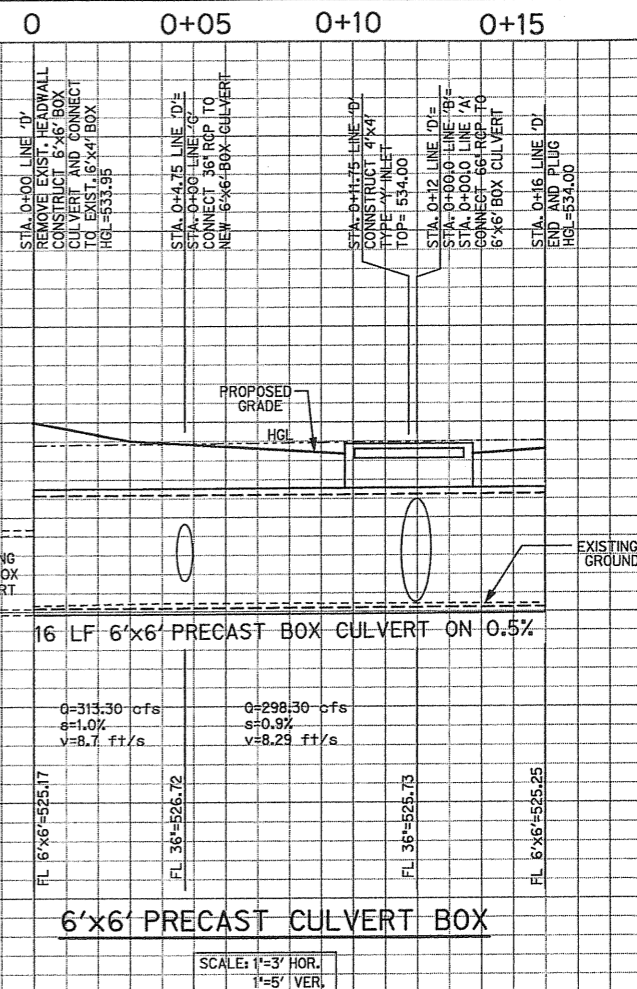 0
0+05
0+10
0+15
STA. 0+00 LINE 'D'
REMOVE EXIST. HEADWALL
CONSTRUCT 6'x6' BOX
CULVERT AND CONNECT
TO EXIST. 6'x4' BOX
HGL=533.95
STA. 0+4.75 LINE 'D'=
STA. 0+00 LINE 'C'
CONNECT 36" RCP TO
NEW 6'x6' BOX CULVERT
STA. 0+11.75 LINE 'D'
CONNSTRUCT 4'x4'
TYPE 'Y' INLET
TOP= 534.00
STA. 0+12 LINE 'D'=
STA. 0+00.0 LINE 'B'=
STA. 0+00.0 LINE 'A'
CONNECT 66" RCP TO
6'x6' BOX CULVERT
STA. 0+16 LINE 'D'
END AND PLUG
HGL=534.00
PROPOSED
GRADE
HGL
NG
OX
RT
EXISTING
GROUND
16 LF 6'x6' PRECAST BOX CULVERT ON 0.5%
Q=313.30 cfs
s=1.0%
v=8.7 ft/s
Q=298.30 cfs
s=0.9%
v=8.29 ft/s
FL 6'x6'=525.17
FL 36"=526.72
FL 36"=525.73
FL 6'x6'=525.25
6'x6' PRECAST CULVERT BOX
SCALE: 1"=3' HOR.
1"=5' VER.